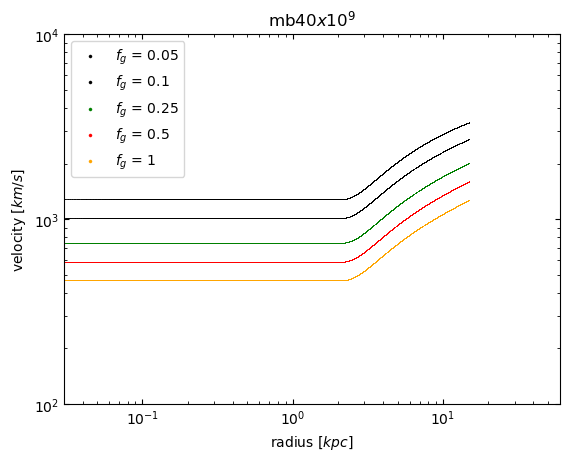 mb40x10⁹
f_g = 0.05
f_g = 0.1
f_g = 0.25
f_g = 0.5
f_g = 1
velocity [km/s]
10⁴
10³
10²
10⁻¹
10⁰
10¹
radius [kpc]